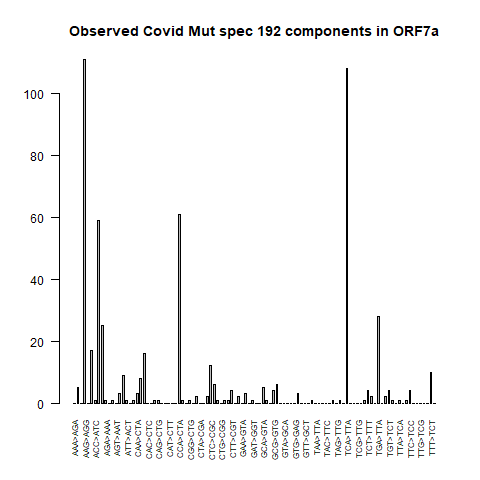 Observed Covid Mut spec 192 components in ORF7a
100
80
60
40
20
0
AAA>AGA
AAG>AGG
ACC>ATC
AGA>AAA
AGT>AAT
ATT>ACT
CAA>CTA
CAC>CTC
CAG>CTG
CAT>CTT
CCA>CTA
CGG>CTG
CTA>CGA
CTC>CGC
CTG>CGG
CTT>CGT
GAA>GTA
GAT>GGT
GCA>GTA
GCG>GTG
GTA>GCA
GTG>GAG
GTT>GCT
TAA>TTA
TAC>TTC
TAG>TTG
TCA>TTA
TCG>TTG
TCT>TTT
TGA>TTA
TGT>TCT
TTA>TCA
TTC>TCC
TTG>TCG
TTT>TCT